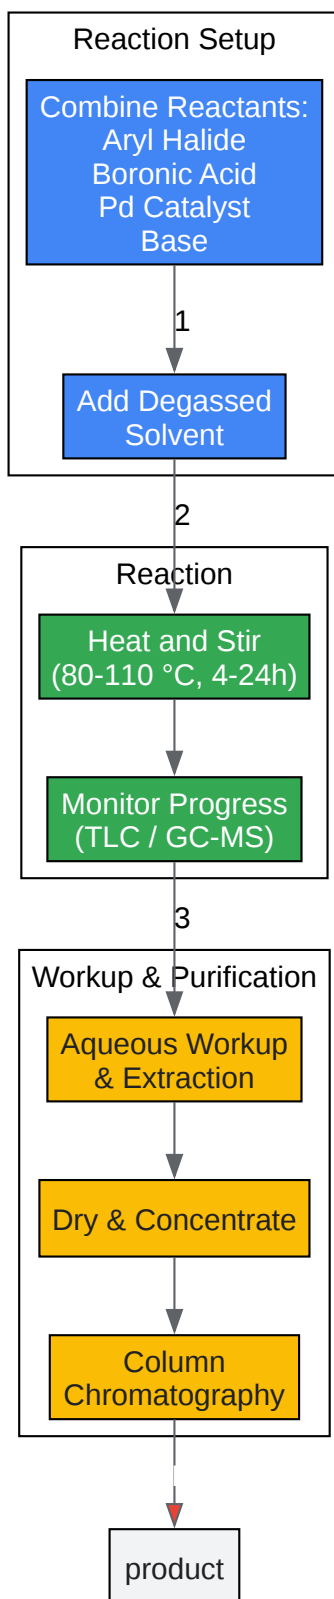 Reaction Setup
Combine Reactants:
Aryl Halide
Boronic Acid
Pd Catalyst
Base
1
Add Degassed
Solvent
2
Reaction
Heat and Stir
(80-110 °C, 4-24h)
Monitor Progress
(TLC / GC-MS)
3
Workup & Purification
Aqueous Workup
& Extraction
Dry & Concentrate
Column
Chromatography
product